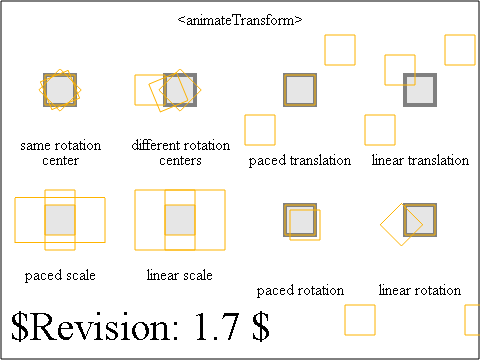 <animateTransform>
same rotation
center
different rotation
centers
paced translation
linear translation
paced scale
linear scale
paced rotation
linear rotation
$Revision: 1.7 $